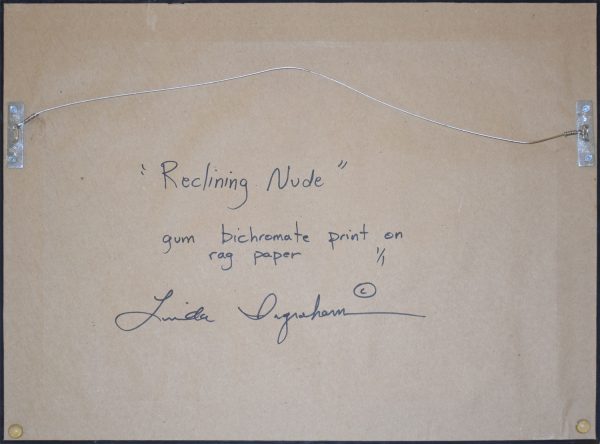 "Reclining Nude"
gum bichromate print on
rag paper 1/1
Linda Ingraham ©